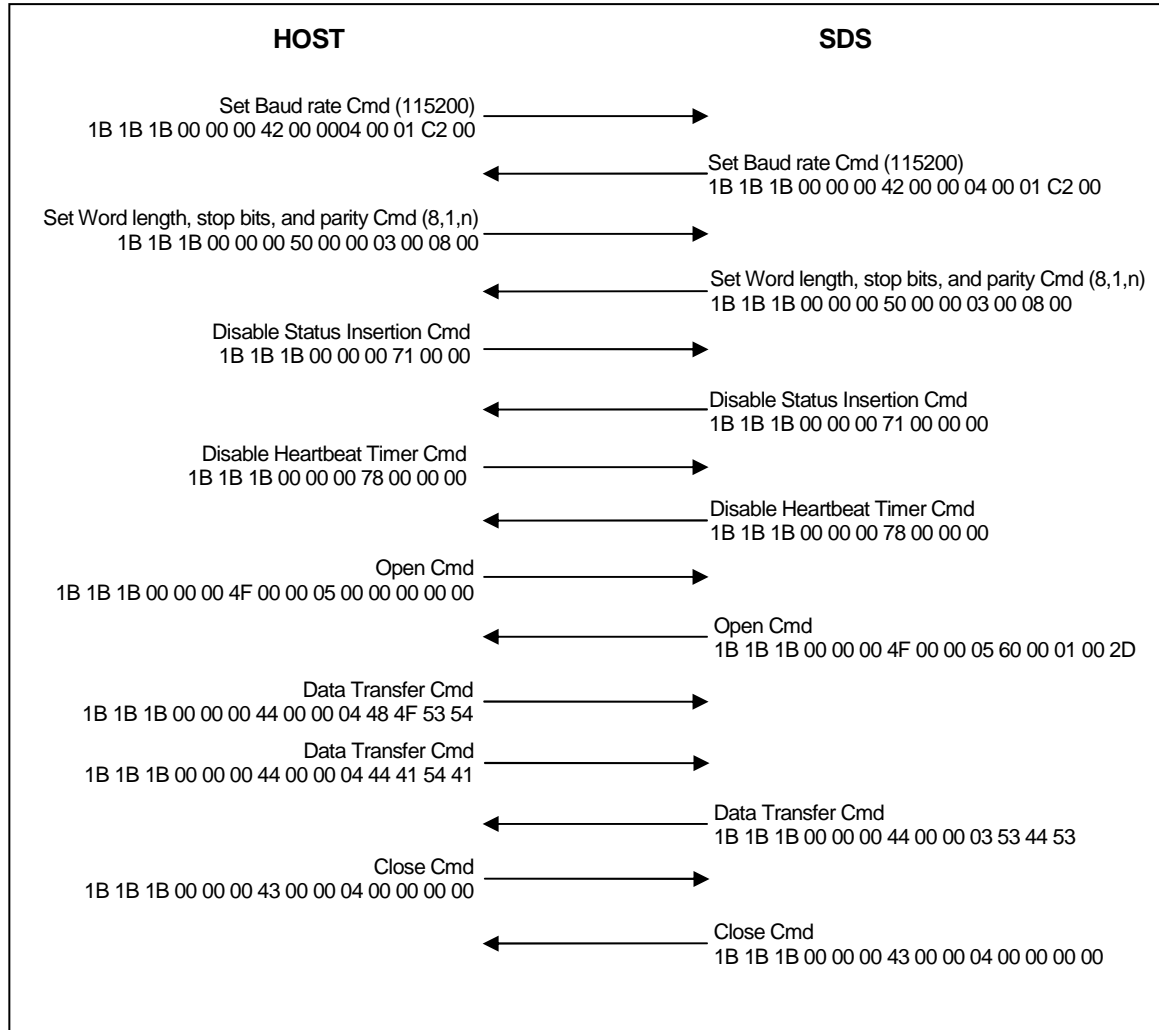 HOST
SDS
Set Baud rate Cmd (115200)
1B 1B 1B 00 00 00 42 00 0004 00 01 C2 00
Set Baud rate Cmd (115200)
1B 1B 1B 00 00 00 42 00 00 04 00 01 C2 00
Set Word length, stop bits, and parity Cmd (8,1,n)
1B 1B 1B 00 00 00 50 00 00 03 00 08 00
Set Word length, stop bits, and parity Cmd (8,1,n)
1B 1B 1B 00 00 00 50 00 00 03 00 08 00
Disable Status Insertion Cmd
1B 1B 1B 00 00 00 71 00 00
Disable Status Insertion Cmd
1B 1B 1B 00 00 00 71 00 00 00
Disable Heartbeat Timer Cmd
1B 1B 1B 00 00 00 78 00 00 00
Disable Heartbeat Timer Cmd
1B 1B 1B 00 00 00 78 00 00 00
Open Cmd
1B 1B 1B 00 00 00 4F 00 00 05 00 00 00 00 00
Open Cmd
1B 1B 1B 00 00 00 4F 00 00 05 60 00 01 00 2D
Data Transfer Cmd
1B 1B 1B 00 00 00 44 00 00 04 48 4F 53 54
Data Transfer Cmd
1B 1B 1B 00 00 00 44 00 00 04 44 41 54 41
Data Transfer Cmd
1B 1B 1B 00 00 00 44 00 00 03 53 44 53
Close Cmd
1B 1B 1B 00 00 00 43 00 00 04 00 00 00 00
Close Cmd
1B 1B 1B 00 00 00 43 00 00 04 00 00 00 00